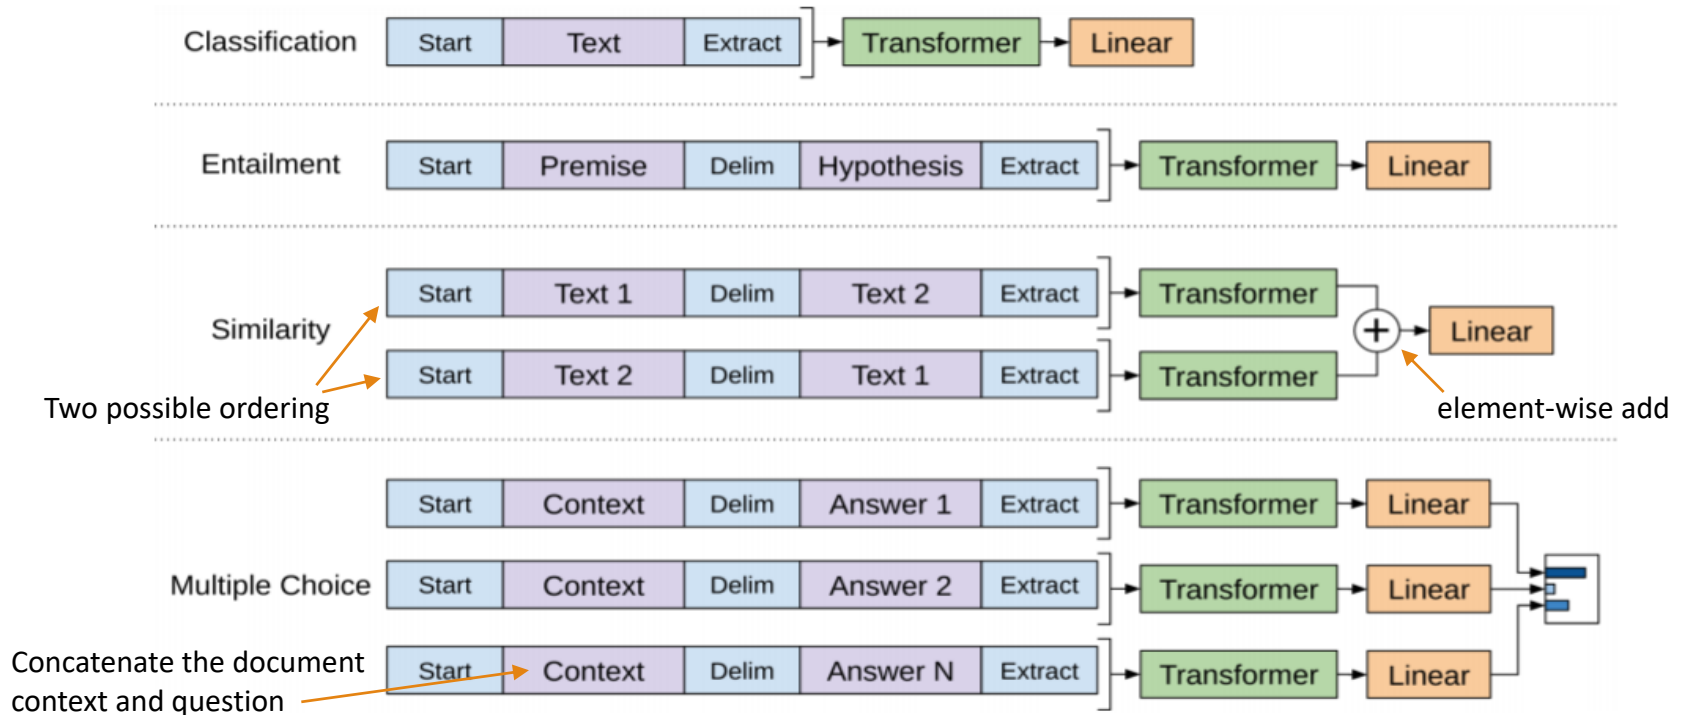 Classification Start Text Extract Transformer Linear
Entailment Start Premise Delim Hypothesis Extract Transformer Linear
Start Text 1 Delim Text 2 Extract Transformer
Similarity + Linear
Start Text 2 Delim Text 1 Extract Transformer
Two possible ordering element-wise add
Start Context Delim Answer 1 Extract Transformer Linear
Multiple Choice Start Context Delim Answer 2 Extract Transformer Linear
Start Context Delim Answer N Extract Transformer Linear
Concatenate the document
context and question